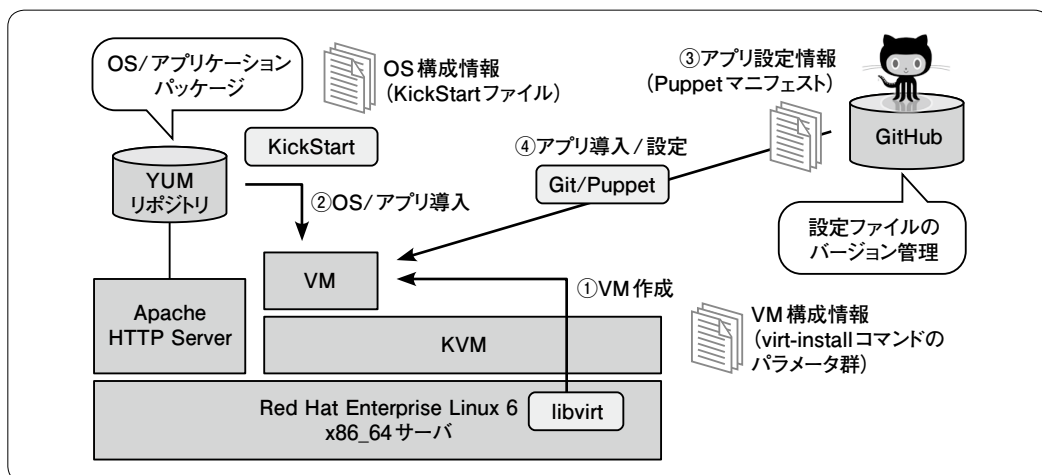 OS/アプリケーション
パッケージ
OS構成情報
(KickStartファイル)
③アプリ設定情報
(Puppetマニフェスト)
KickStart
④アプリ導入/設定
GitHub
YUM
リポジトリ
Git/Puppet
②OS/アプリ導入
設定ファイルの
バージョン管理
VM
①VM作成
Apache
HTTP Server
VM構成情報
(virt-installコマンドの
パラメータ群)
KVM
Red Hat Enterprise Linux 6
x86_64サーバ
libvirt